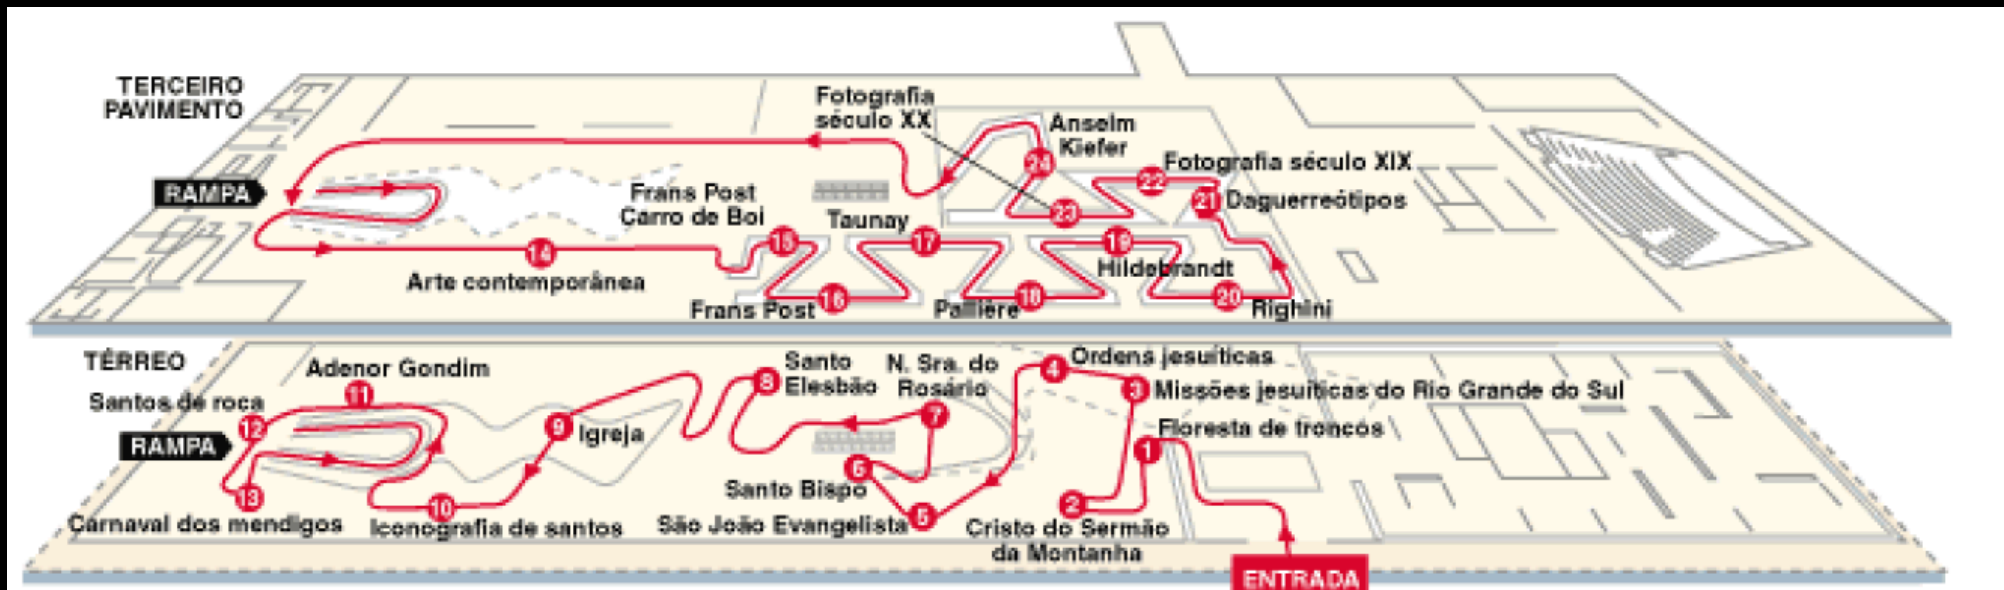 TERCEIRO
PAVIMENTO
Fotografia
século XX
Anselm
Kiefer
24
Fotografia século XIX
22
RAMPA
Frans Post
Carro de Boi
Taunay
23
21
Daguerreótipos
14
15
17
19
Arte contemporânea
Hildebrandt
Frans Post
16
Pallière
18
20
Righini
TÉRREO
Adenor Gondim
11
Santo
Elesbão
8
N. Sra. do
Rosário
4
Ordens jesuíticas
3
Missões jesuíticas do Rio Grande do Sul
Santos de roca
12
RAMPA
9
Igreja
7
Floresta de troncos
1
6
Santo Bispo
13
Carnaval dos mendigos
10
Iconografia de santos
São João Evangelista
5
2
Cristo do Sermão
da Montanha
ENTRADA